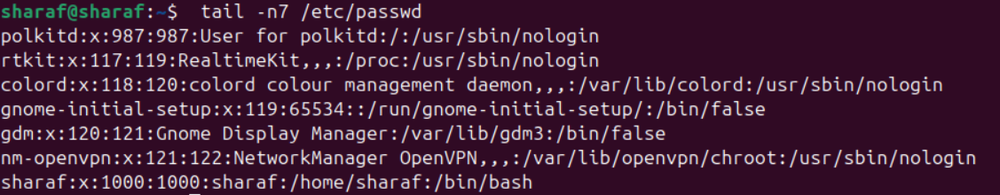 sharaf@sharaf:~$  tail -n7 /etc/passwd
polkitd:x:987:987:User for polkitd:/:/usr/sbin/nologin
rtkit:x:117:119:RealtimeKit,,,:/proc:/usr/sbin/nologin
colord:x:118:120:colord colour management daemon,,,:/var/lib/colord:/usr/sbin/nologin
gnome-initial-setup:x:119:65534::/run/gnome-initial-setup/:/bin/false
gdm:x:120:121:Gnome Display Manager:/var/lib/gdm3:/bin/false
nm-openvpn:x:121:122:NetworkManager OpenVPN,,,:/var/lib/openvpn/chroot:/usr/sbin/nologin
sharaf:x:1000:1000:sharaf:/home/sharaf:/bin/bash